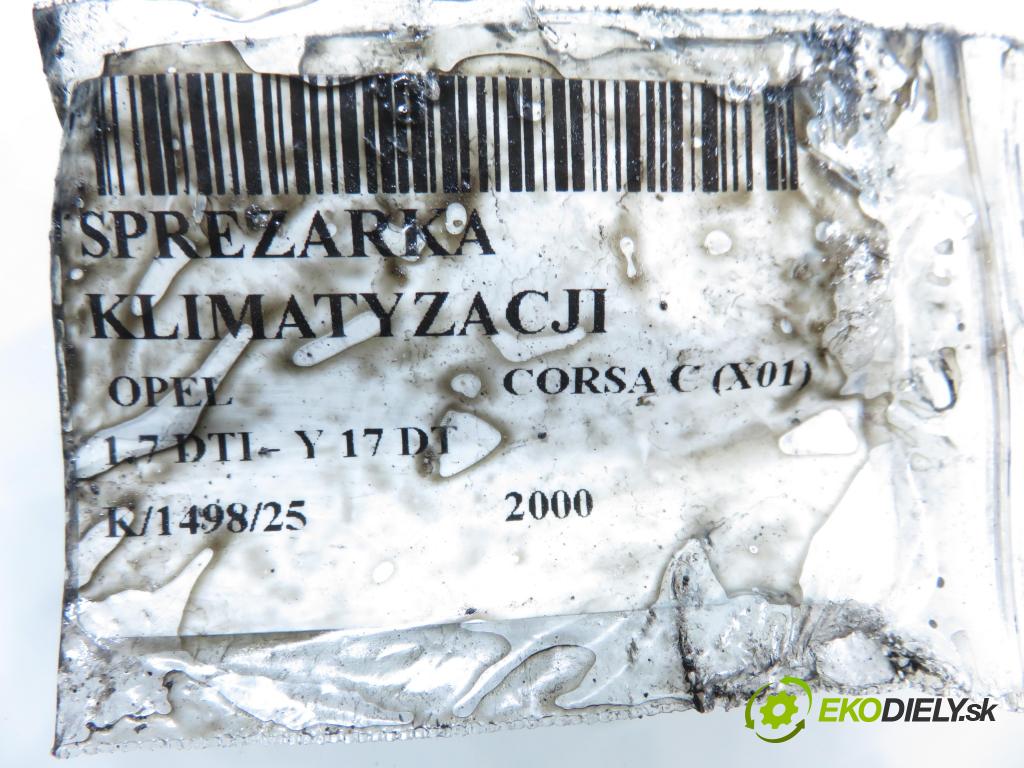 SPREZARKA
KLIMATYZACJI
OPEL CORSA C (X01)
1.7 DTI - Y 17 DT
K/1498/25 2000
EKODIELY.sk